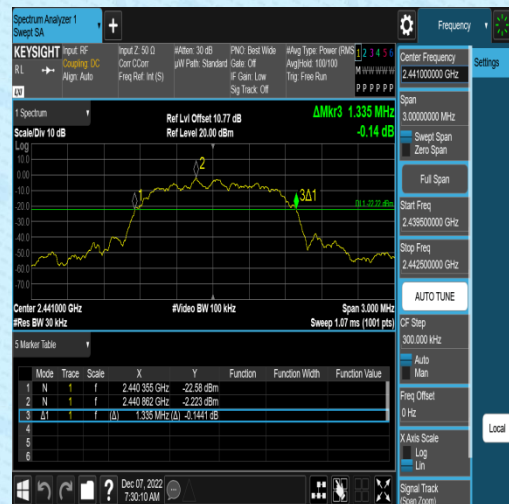 Spectrum Analyzer 1
Swept SA
Frequency
KEYSIGHT
RL
Input: RF
Coupling: DC
Align: Auto
Input Z: 50 Ω
Corr CCorr
Freq Ref: Int (S)
#Atten: 30 dB
µW Path: Standard
PNO: Best Wide
Gate: Off
IF Gain: Low
Sig Track: Off
#Avg Type: Power (RMS
Avg|Hold: 100/100
Trig: Free Run
1 2 3 4 5 6
M W W W W W
P P P P P P
1 Spectrum
Scale/Div 10 dB
Ref Lvl Offset 10.77 dB
Ref Level 20.00 dBm
ΔMkr3 1.335 MHz
-0.14 dB
Log
10.0
0.00
-10.0
-20.0
-30.0
-40.0
-50.0
-60.0
-70.0
1
2
3Δ1
DL1 -22.22 dBm
Center 2.441000 GHz
#Res BW 30 kHz
#Video BW 100 kHz
Span 3.000 MHz
Sweep 1.07 ms (1001 pts)
5 Marker Table
Mode Trace Scale X Y Function Function Width Function Value
1 N 1 f 2.440 355 GHz -22.58 dBm
2 N 1 f 2.440 862 GHz -2.223 dBm
3 Δ1 1 f (Δ) 1.335 MHz (Δ) -0.1441 dB
4
5
6
Dec 07, 2022
7:30:10 AM
Center Frequency
2.441000000 GHz
Settings
Span
3.00000000 MHz
Swept Span
Zero Span
Full Span
Start Freq
2.439500000 GHz
Stop Freq
2.442500000 GHz
AUTO TUNE
CF Step
300.000 kHz
Auto
Man
Freq Offset
0 Hz
X Axis Scale
Log
Lin
Local
Signal Track
(Span Zoom)